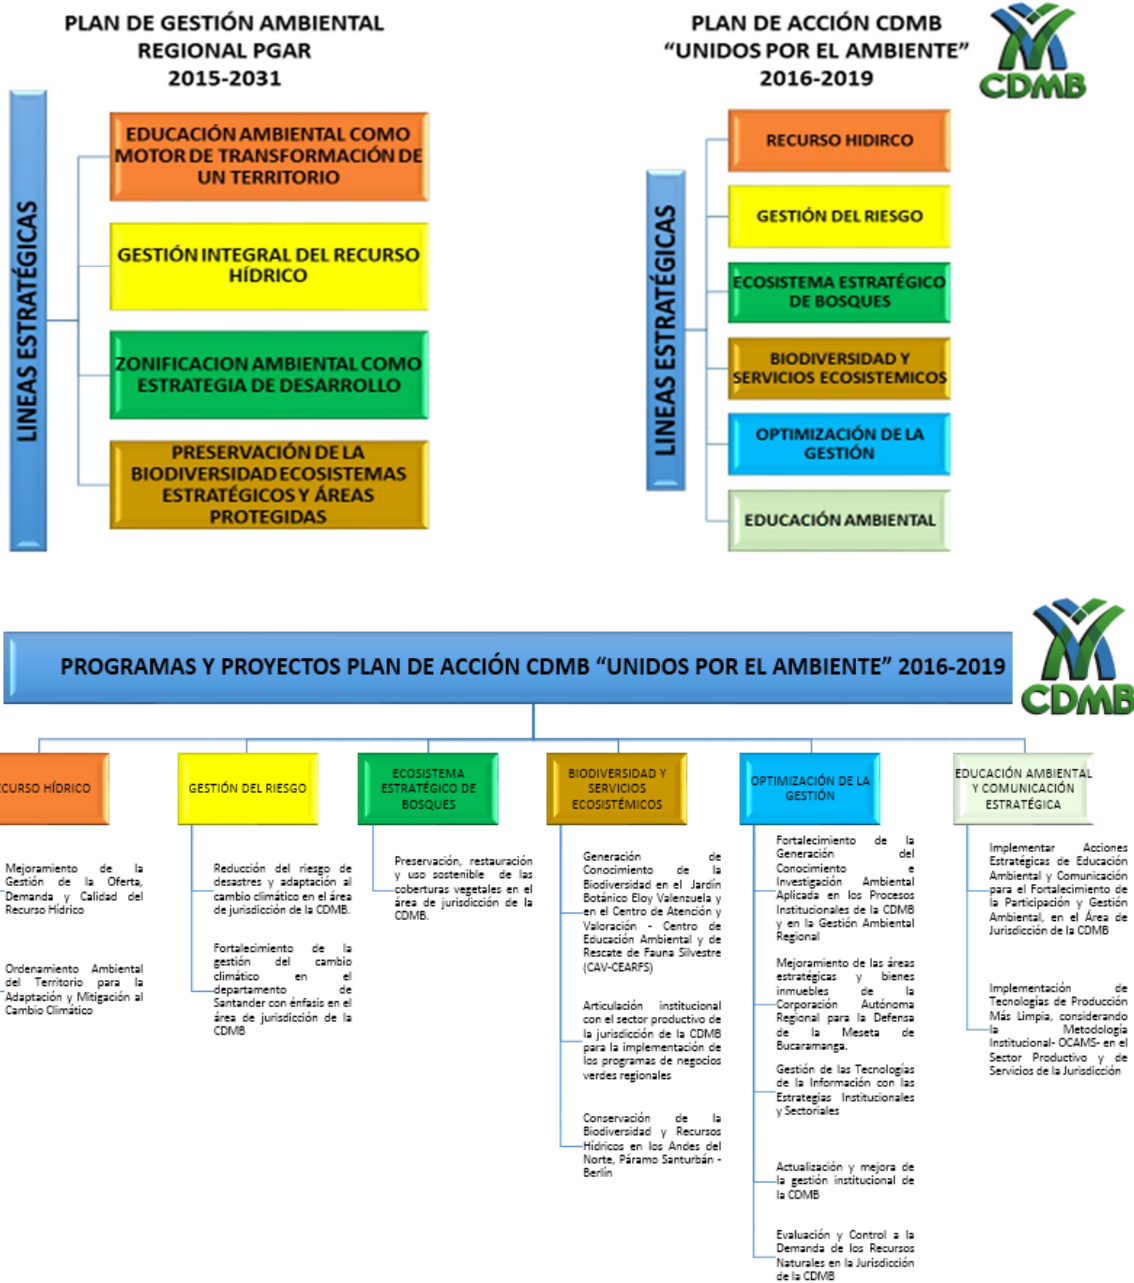 PLAN DE GESTIÓN AMBIENTAL
REGIONAL PGAR
2015-2031
LINEAS ESTRATÉGICAS
EDUCACIÓN AMBIENTAL COMO
MOTOR DE TRANSFORMACIÓN DE
UN TERRITORIO
GESTIÓN INTEGRAL DEL RECURSO
HÍDRICO
ZONIFICACION AMBIENTAL COMO
ESTRATEGIA DE DESARROLLO
PRESERVACIÓN DE LA
BIODIVERSIDAD ECOSISTEMAS
ESTRATÉGICOS Y ÁREAS
PROTEGIDAS
PLAN DE ACCIÓN CDMB
“UNIDOS POR EL AMBIENTE”
2016-2019
CDMB
LINEAS ESTRATÉGICAS
RECURSO HIDIRCO
GESTIÓN DEL RIESGO
ECOSISTEMA ESTRATÉGICO
DE BOSQUES
BIODIVERSIDAD Y
SERVICIOS ECOSISTEMICOS
OPTIMIZACIÓN DE LA
GESTIÓN
EDUCACIÓN AMBIENTAL
PROGRAMAS Y PROYECTOS PLAN DE ACCIÓN CDMB “UNIDOS POR EL AMBIENTE” 2016-2019
CDMB
ECURSO HÍDRICO
Mejoramiento de la
Gestión de la Oferta,
Demanda y Calidad del
Recurso Hídrico
Ordenamiento Ambiental
del Territorio para la
Adaptación y Mitigación al
Cambio Climático
GESTIÓN DEL RIESGO
Reducción del riesgo de
desastres y adaptación al
cambio climático en el área
de jurisdicción de la CDMB.
Fortalecimiento de la
gestión del cambio
climático en el
departamento de
Santander con énfasis en el
área de jurisdicción de la
CDMB
ECOSISTEMA
ESTRATÉGICO DE
BOSQUES
Preservación, restauración
y uso sostenible de las
coberturas vegetales en el
área de jurisdicción de la
CDMB.
BIODIVERSIDAD Y
SERVICIOS
ECOSISTÉMICOS
Generación de
Conocimiento de la
Biodiversidad en el Jardín
Botánico Eloy Valenzuela y
en el Centro de Atención y
Valoración - Centro de
Educación Ambiental y de
Rescate de Fauna Silvestre
(CAV-CEARFS)
Articulación institucional
con el sector productivo de
la jurisdicción de la CDMB
para la implementación de
los programas de negocios
verdes regionales
Conservación de la
Biodiversidad y Recursos
Hídricos en los Andes del
Norte, Páramo Santurbán -
Berlín
OPTIMIZACIÓN DE LA
GESTIÓN
Fortalecimiento de la
Generación del
Conocimiento e
Investigación Ambiental
Aplicada en los Procesos
Institucionales de la CDMB
y en la Gestión Ambiental
Regional
Mejoramiento de las áreas
estratégicas y bienes
inmuebles de la
Corporación Autónoma
Regional para la Defensa
de la Meseta de
Bucaramanga.
Gestión de las Tecnologías
de la Información con las
Estrategias Institucionales
y Sectoriales
Actualización y mejora de
la gestión institucional de
la CDMB
Evaluación y Control a la
Demanda de los Recursos
Naturales en la Jurisdicción
de la CDMB
EDUCACIÓN AMBIENTAL
Y COMUNICACIÓN
ESTRATÉGICA
Implementar Acciones
Estratégicas de Educación
Ambiental y Comunicación
para el Fortalecimiento de
la Participación y Gestión
Ambiental, en el Área de
Jurisdicción de la CDMB
Implementación de
Tecnologías de Producción
Más Limpia, considerando
la Metodología
Institucional- OCAMS- en el
Sector Productivo y de
Servicios de la Jurisdicción